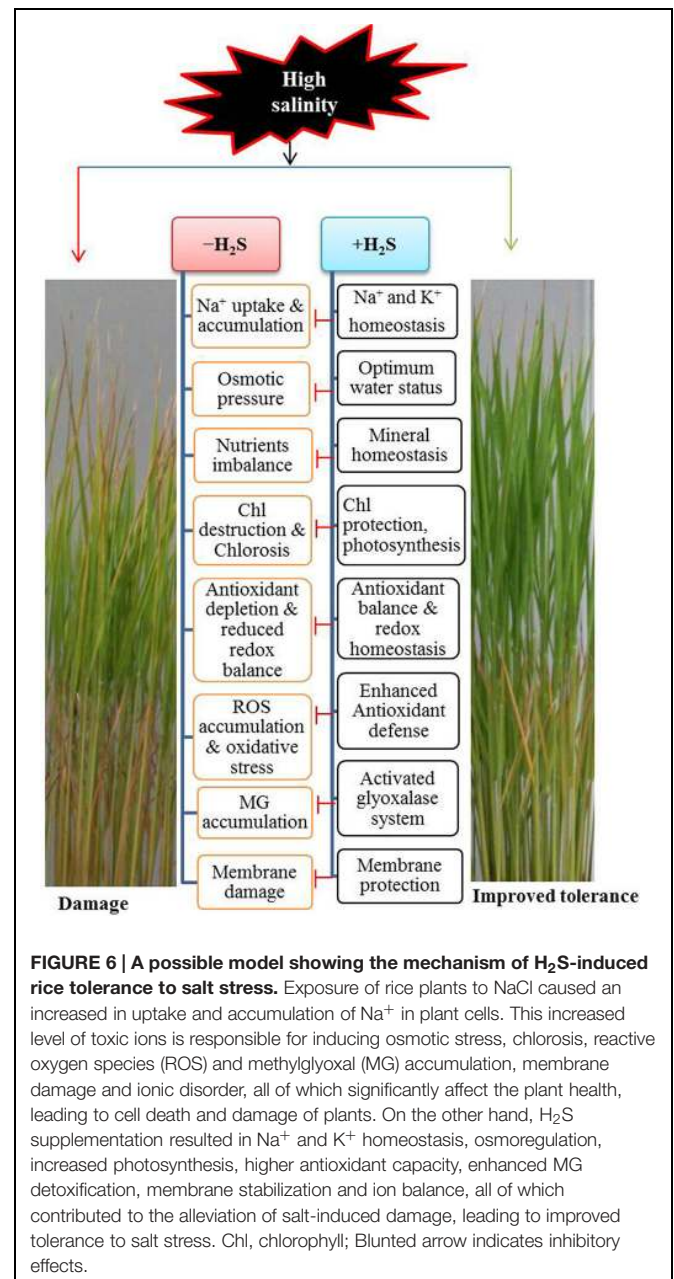 High
salinity
−H₂S
+H₂S
Na⁺ uptake &
accumulation
Na⁺ and K⁺
homeostasis
Osmotic
pressure
Optimum
water status
Nutrients
imbalance
Mineral
homeostasis
Chl
destruction &
Chlorosis
Chl
protection,
photosynthesis
Antioxidant
depletion &
reduced
redox
balance
Antioxidant
balance &
redox
homeostasis
ROS
accumulation
& oxidative
stress
Enhanced
Antioxidant
defense
MG
accumulation
Activated
glyoxalase
system
Membrane
damage
Membrane
protection
Damage
Improved tolerance
FIGURE 6 | A possible model showing the mechanism of H₂S-induced
rice tolerance to salt stress. Exposure of rice plants to NaCl caused an
increased in uptake and accumulation of Na⁺ in plant cells. This increased
level of toxic ions is responsible for inducing osmotic stress, chlorosis, reactive
oxygen species (ROS) and methylglyoxal (MG) accumulation, membrane
damage and ionic disorder, all of which significantly affect the plant health,
leading to cell death and damage of plants. On the other hand, H₂S
supplementation resulted in Na⁺ and K⁺ homeostasis, osmoregulation,
increased photosynthesis, higher antioxidant capacity, enhanced MG
detoxification, membrane stabilization and ion balance, all of which
contributed to the alleviation of salt-induced damage, leading to improved
tolerance to salt stress. Chl, chlorophyll; Blunted arrow indicates inhibitory
effects.